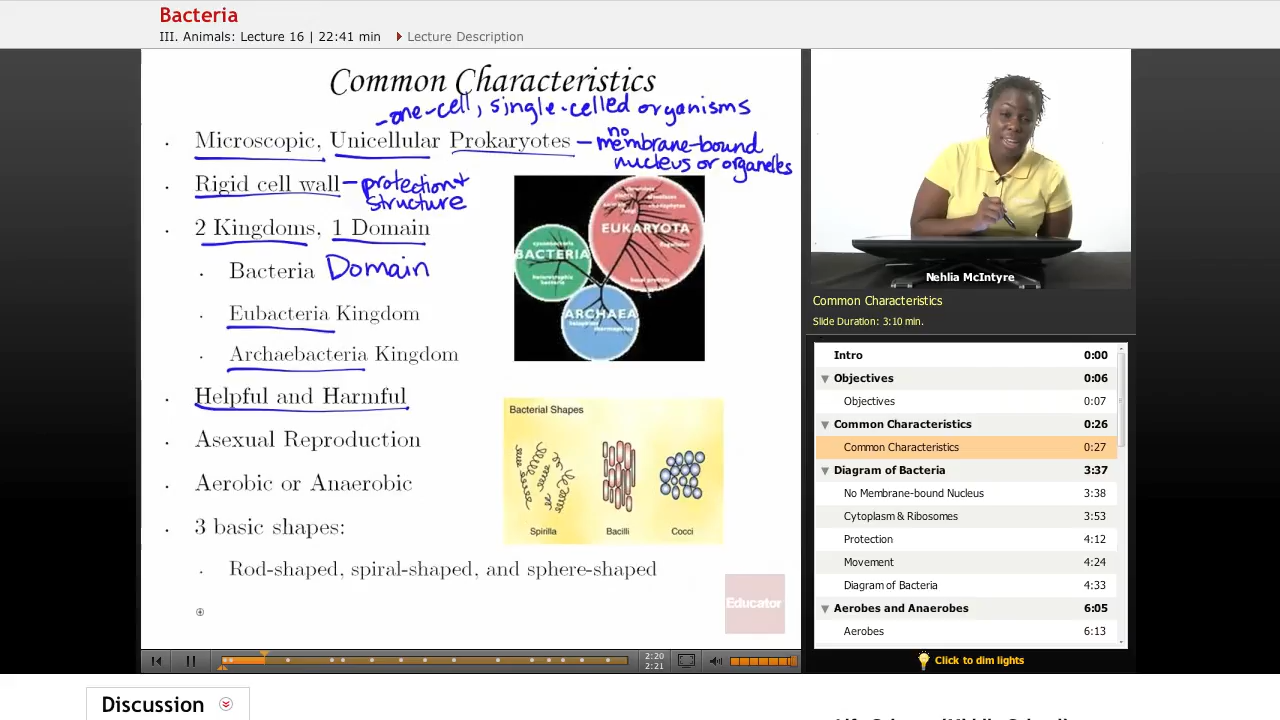 Bacteria
III. Animals: Lecture 16 | 22:41 min Lecture Description
Common Characteristics
- one-cell, single-celled organisms
Microscopic, Unicellular Prokaryotes - no membrane-bound
nucleus or organelles
Rigid cell wall - protection +
structure
2 Kingdoms, 1 Domain
Bacteria Domain
Eubacteria Kingdom
Archaebacteria Kingdom
Helpful and Harmful
Asexual Reproduction
Aerobic or Anaerobic
3 basic shapes:
Rod-shaped, spiral-shaped, and sphere-shaped
EUKARYOTA
BACTERIA
ARCHAEA
Bacterial Shapes
Spirilla Bacilli Cocci
Educator
2:20
2:21
Nehlia McIntyre
Common Characteristics
Slide Duration: 3:10 min.
Intro 0:00
Objectives 0:06
Objectives 0:07
Common Characteristics 0:26
Common Characteristics 0:27
Diagram of Bacteria 3:37
No Membrane-bound Nucleus 3:38
Cytoplasm & Ribosomes 3:53
Protection 4:12
Movement 4:24
Diagram of Bacteria 4:33
Aerobes and Anaerobes 6:05
Aerobes 6:13
Click to dim lights
Discussion